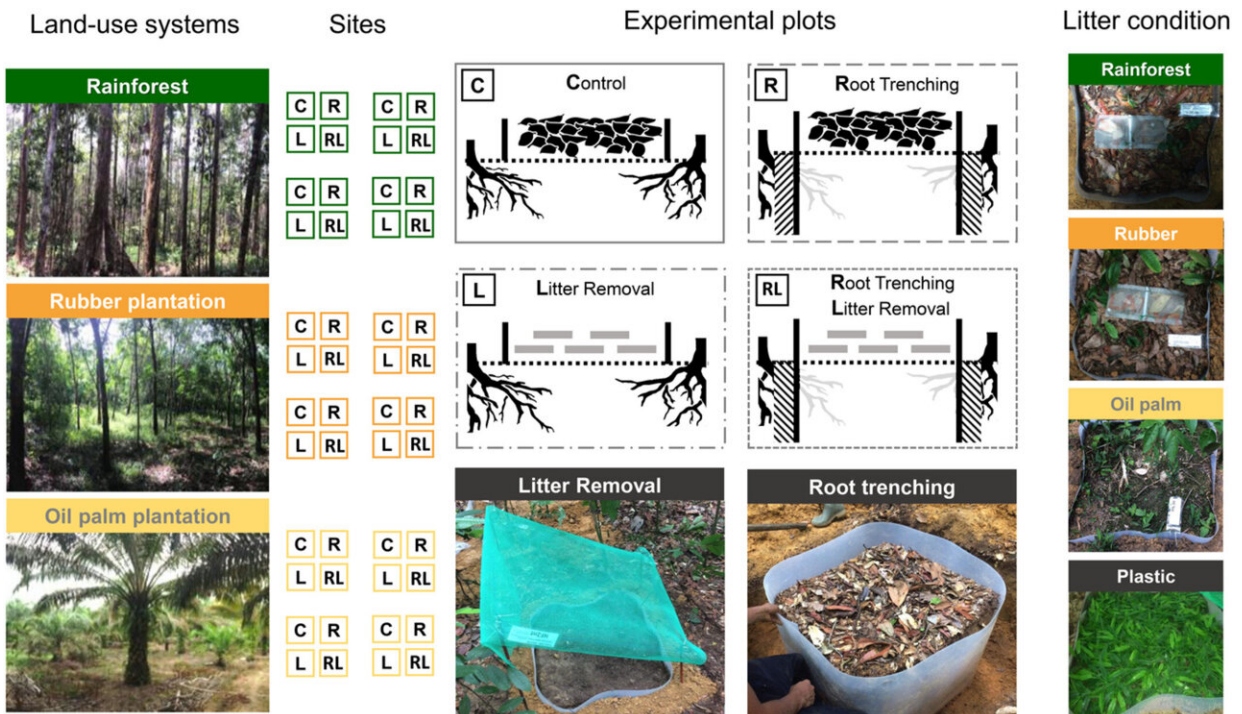 Land-use systems
Sites
Experimental plots
Litter condition
Rainforest
C R C R
L RL L RL
C R C R
L RL L RL
C Control
R Root Trenching
Rainforest
Rubber plantation
C R C R
L RL L RL
C R C R
L RL L RL
L Litter Removal
RL Root Trenching
Litter Removal
Rubber
Oil palm plantation
C R C R
L RL L RL
C R C R
L RL L RL
Litter Removal
Root trenching
Oil palm
Plastic